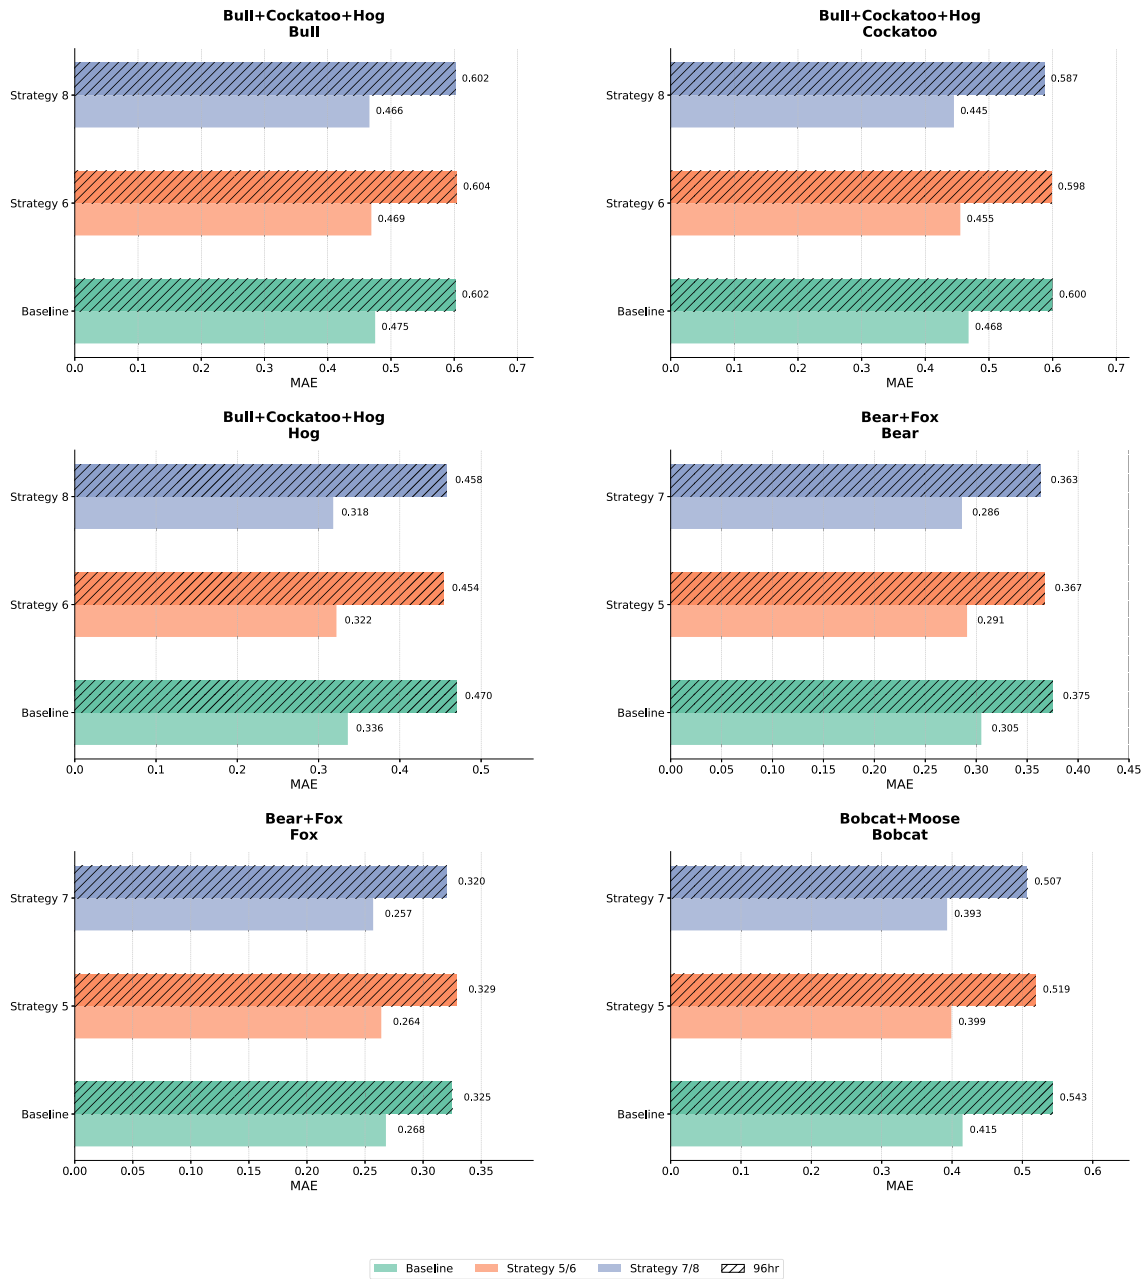 Bull+Cockatoo+Hog
Bull
Strategy 8
0.602
0.466
Strategy 6
0.604
0.469
Baseline
0.602
0.475
0.0 0.1 0.2 0.3 0.4 0.5 0.6 0.7
MAE
Bull+Cockatoo+Hog
Cockatoo
Strategy 8
0.587
0.445
Strategy 6
0.598
0.455
Baseline
0.600
0.468
0.0 0.1 0.2 0.3 0.4 0.5 0.6 0.7
MAE
Bull+Cockatoo+Hog
Hog
Strategy 8
0.458
0.318
Strategy 6
0.454
0.322
Baseline
0.470
0.336
0.0 0.1 0.2 0.3 0.4 0.5
MAE
Bear+Fox
Bear
Strategy 7
0.363
0.286
Strategy 5
0.367
0.291
Baseline
0.375
0.305
0.00 0.05 0.10 0.15 0.20 0.25 0.30 0.35 0.40 0.45
MAE
Bear+Fox
Fox
Strategy 7
0.320
0.257
Strategy 5
0.329
0.264
Baseline
0.325
0.268
0.00 0.05 0.10 0.15 0.20 0.25 0.30 0.35
MAE
Bobcat+Moose
Bobcat
Strategy 7
0.507
0.393
Strategy 5
0.519
0.399
Baseline
0.543
0.415
0.0 0.1 0.2 0.3 0.4 0.5 0.6
MAE
Baseline Strategy 5/6 Strategy 7/8 96hr